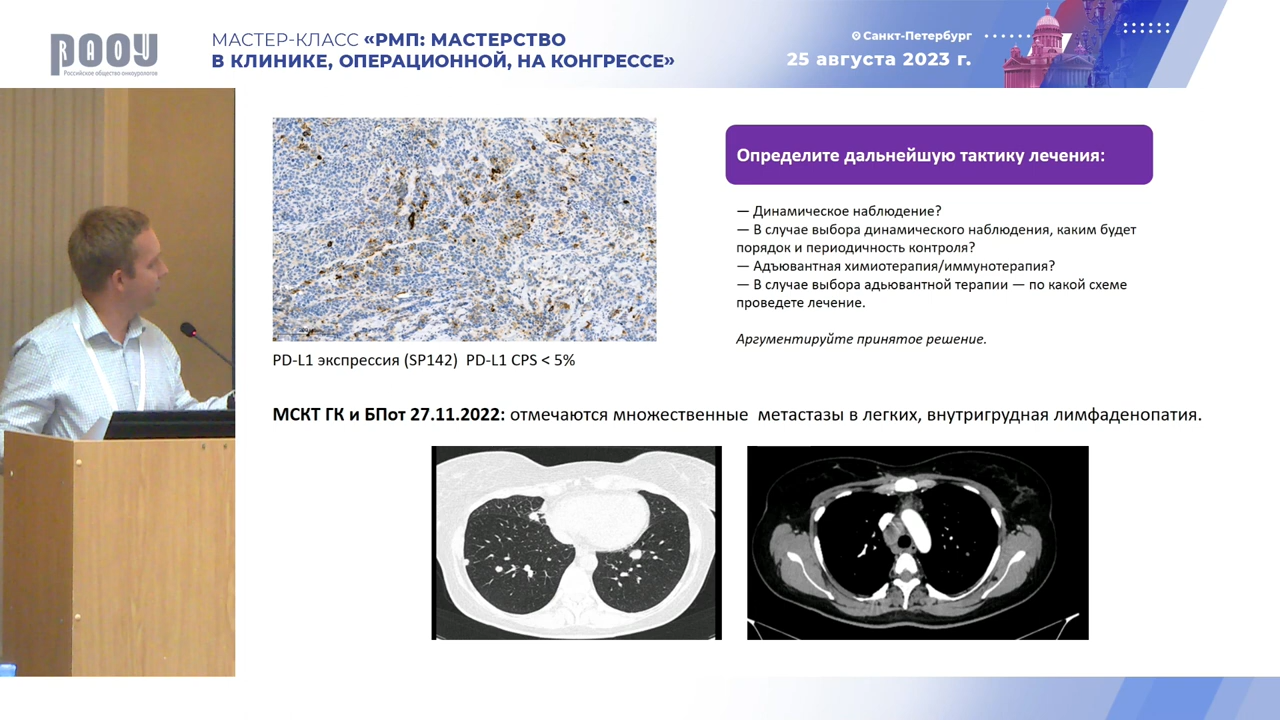 RAOU
Российское общество онкоурологов
МАСТЕР-КЛАСС «РМП: МАСТЕРСТВО
В КЛИНИКЕ, ОПЕРАЦИОННОЙ, НА КОНГРЕССЕ»
Санкт-Петербург
25 августа 2023 г.
Определите дальнейшую тактику лечения:
— Динамическое наблюдение?
— В случае выбора динамического наблюдения, каким будет
порядок и периодичность контроля?
— Адъювантная химиотерапия/иммунотерапия?
— В случае выбора адьювантной терапии — по какой схеме
проведете лечение.
Аргументируйте принятое решение.
PD-L1 экспрессия (SP142) PD-L1 CPS < 5%
МСКТ ГК и БПот 27.11.2022: отмечаются множественные метастазы в легких, внутригрудная лимфаденопатия.